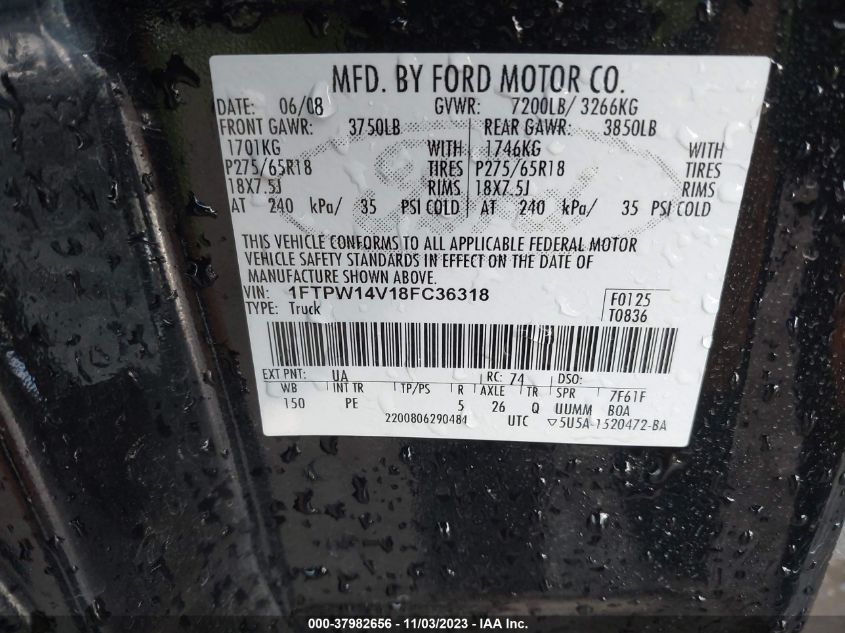 MFD. BY FORD MOTOR CO.
DATE: 06/08 GVWR: 7200LB/ 3266KG
FRONT GAWR: 3750LB REAR GAWR: 3850LB
1701KG WITH 1746KG WITH
P275/65R18 TIRES P275/65R18 TIRES
18X7.5J RIMS 18X7.5J RIMS
AT 240 kPa/ 35 PSI COLD AT 240 kPa/ 35 PSI COLD
THIS VEHICLE CONFORMS TO ALL APPLICABLE FEDERAL MOTOR
VEHICLE SAFETY STANDARDS IN EFFECT ON THE DATE OF
MANUFACTURE SHOWN ABOVE.
VIN: 1FTPW14V18FC36318 F0125
TYPE: Truck T0836
EXT PNT: UA RC: 74 DSO:
WB INT TR TP/PS R AXLE TR SPR 7F61F
150 PE 5 26 Q UUMM BOA
2200806290484 UTC ▽5U5A-1520472-BA
000-37982656 - 11/03/2023 - © IAA Inc.